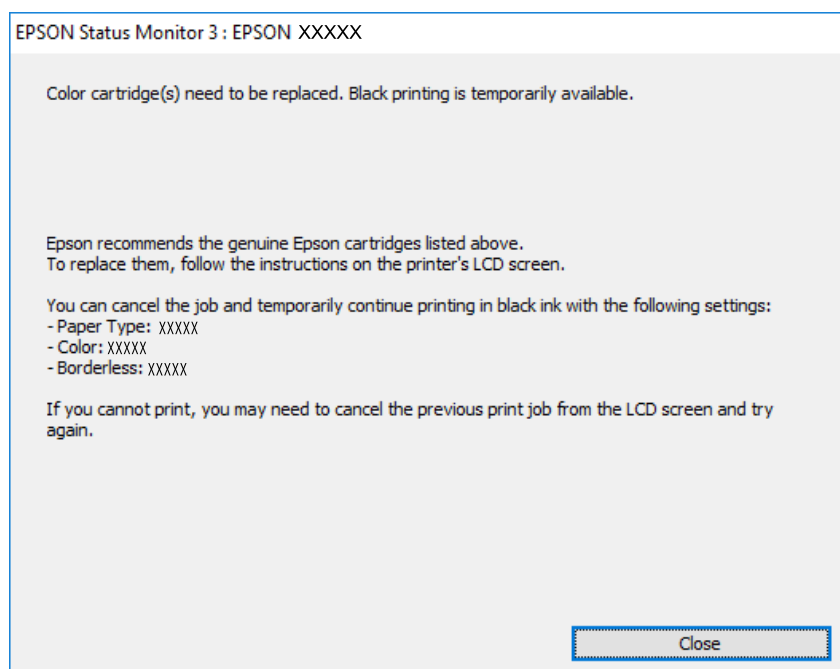 EPSON Status Monitor 3 : EPSON XXXXX
Color cartridge(s) need to be replaced. Black printing is temporarily available.
Epson recommends the genuine Epson cartridges listed above.
To replace them, follow the instructions on the printer's LCD screen.
You can cancel the job and temporarily continue printing in black ink with the following settings:
- Paper Type: XXXXX
- Color: XXXXX
- Borderless: XXXXX
If you cannot print, you may need to cancel the previous print job from the LCD screen and try
again.
Close